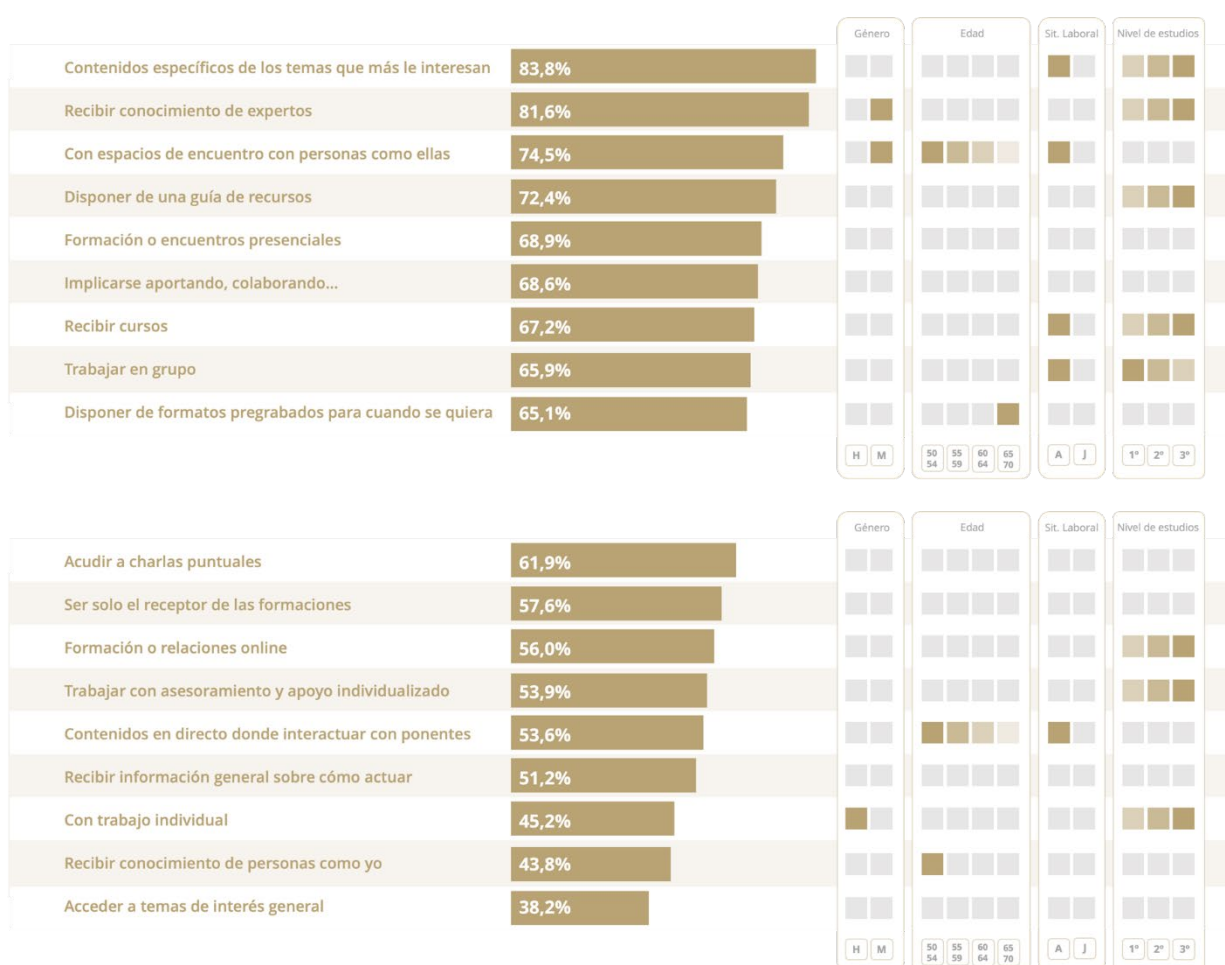 Género Edad Sit. Laboral Nivel de estudios
Contenidos específicos de los temas que más le interesan 83,8%
Recibir conocimiento de expertos 81,6%
Con espacios de encuentro con personas como ellas 74,5%
Disponer de una guía de recursos 72,4%
Formación o encuentros presenciales 68,9%
Implicarse aportando, colaborando... 68,6%
Recibir cursos 67,2%
Trabajar en grupo 65,9%
Disponer de formatos pregrabados para cuando se quiera 65,1%
H M 50 55 60 65 A J 1º 2º 3º
54 59 64 70
Género Edad Sit. Laboral Nivel de estudios
Acudir a charlas puntuales 61,9%
Ser solo el receptor de las formaciones 57,6%
Formación o relaciones online 56,0%
Trabajar con asesoramiento y apoyo individualizado 53,9%
Contenidos en directo donde interactuar con ponentes 53,6%
Recibir información general sobre cómo actuar 51,2%
Con trabajo individual 45,2%
Recibir conocimiento de personas como yo 43,8%
Acceder a temas de interés general 38,2%
H M 50 55 60 65 A J 1º 2º 3º
54 59 64 70